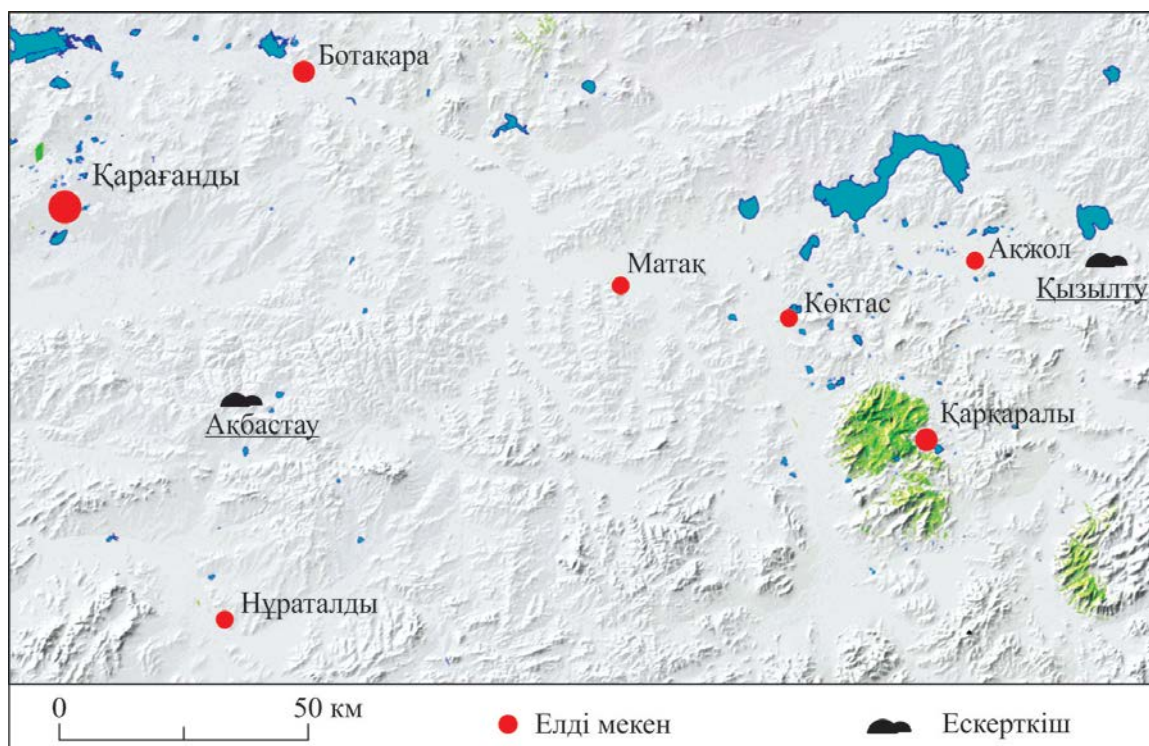 Ботақара
Қарағанды
Ақжол
Матақ
Қызылту
Көктас
Ақбастау
Қарқаралы
Нұраталды
0 50 км
Елді мекен
Ескерткіш